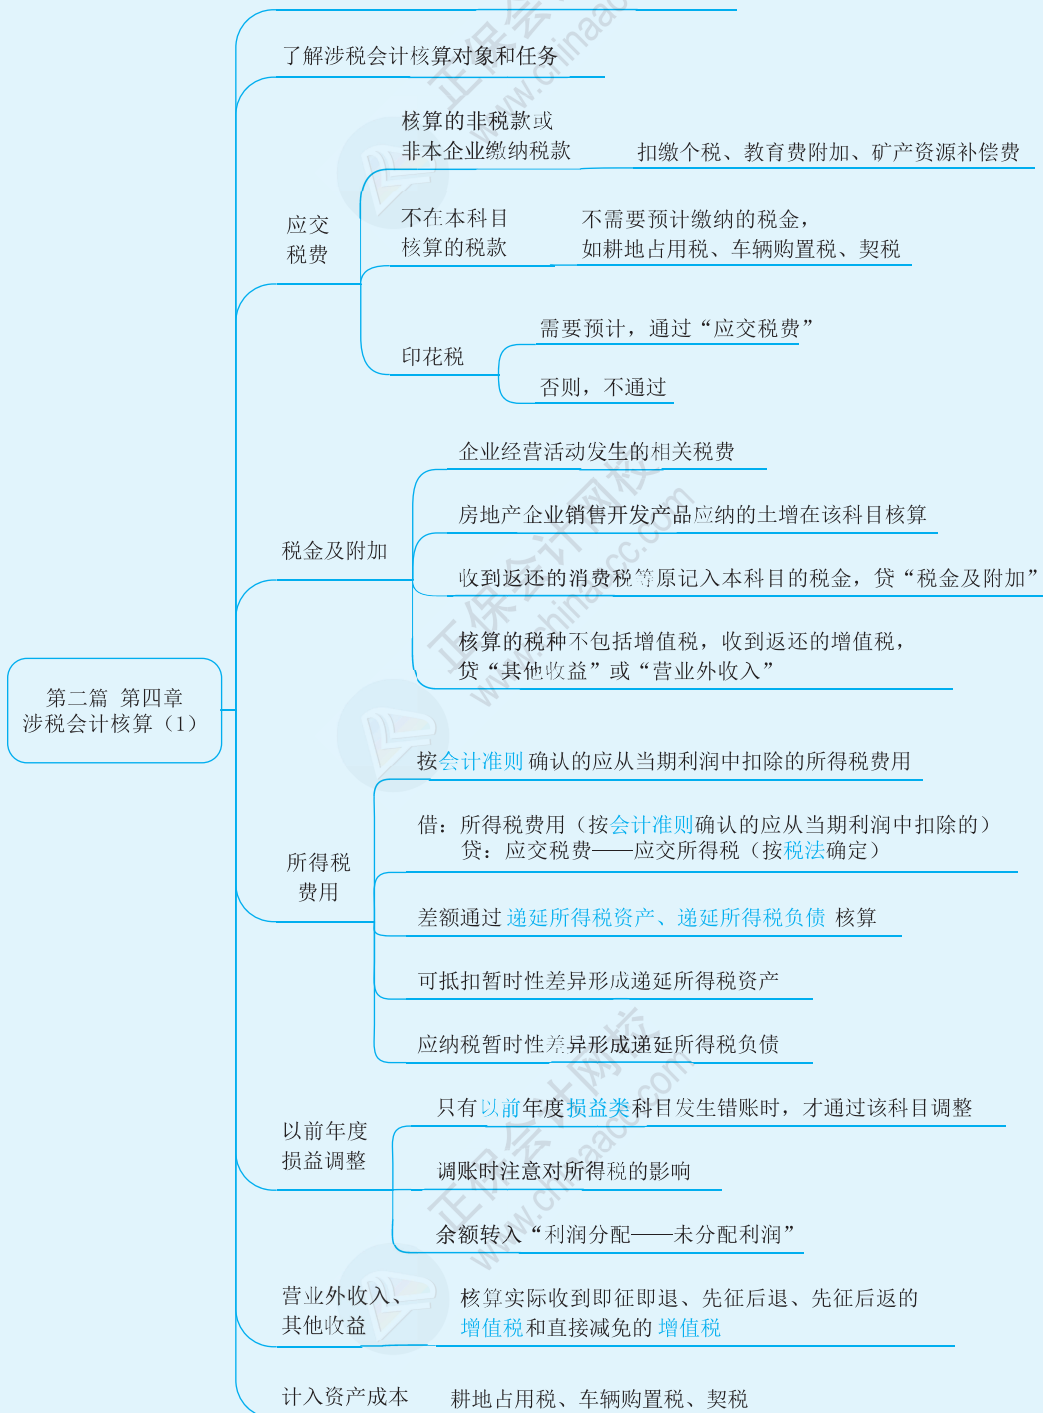 了解涉税会计核算对象和任务
核算的非税款或
非本企业缴纳税款
扣缴个税、教育费附加、矿产资源补偿费
应交
税费
不在本科目
核算的税款
不需要预计缴纳的税金，
如耕地占用税、车辆购置税、契税
印花税
需要预计，通过“应交税费”
否则，不通过
税金及附加
企业经营活动发生的相关税费
房地产企业销售开发产品应纳的土增在该科目核算
收到返还的消费税等原记入本科目的税金，贷“税金及附加”
核算的税种不包括增值税，收到返还的增值税，
贷“其他收益”或“营业外收入”
第二篇 第四章
涉税会计核算（1）
所得税
费用
按会计准则确认的应从当期利润中扣除的所得税费用
借：所得税费用（按会计准则确认的应从当期利润中扣除的）
贷：应交税费——应交所得税（按税法确定）
差额通过递延所得税资产、递延所得税负债 核算
可抵扣暂时性差异形成递延所得税资产
应纳税暂时性差异形成递延所得税负债
以前年度
损益调整
只有以前年度损益类科目发生错账时，才通过该科目调整
调账时注意对所得税的影响
余额转入“利润分配——未分配利润”
营业外收入、
其他收益
核算实际收到即征即退、先征后退、先征后返的
增值税和直接减免的增值税
计入资产成本
耕地占用税、车辆购置税、契税
正保会计网校
www.chinaacc.com
正保会计网校
www.chinaacc.com